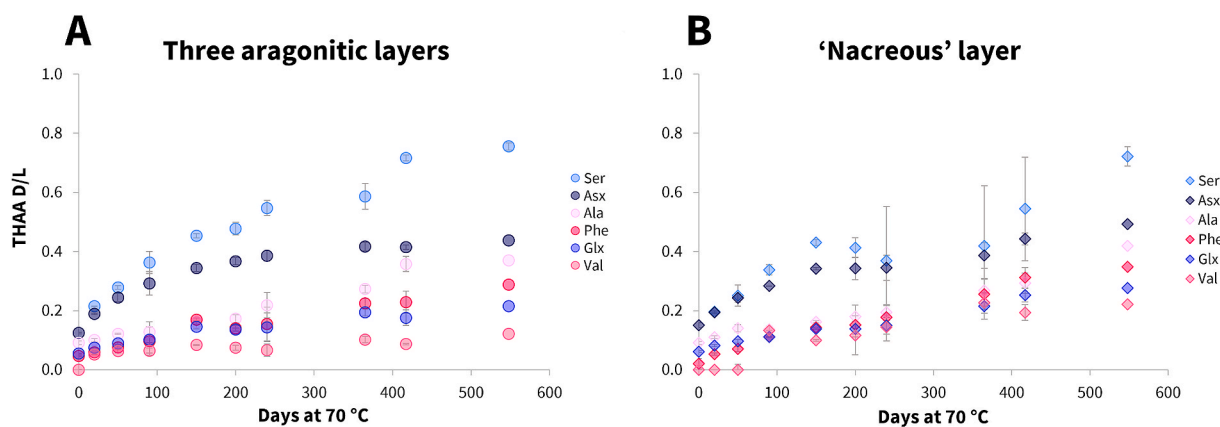 A
Three aragonitic layers
THAA D/L
1.0
0.8
0.6
0.4
0.2
0.0
0 100 200 300 400 500 600
Days at 70 °C
Ser
Asx
Ala
Phe
Glx
Val
B
‘Nacreous’ layer
1.0
0.8
0.6
0.4
0.2
0.0
0 100 200 300 400 500 600
Days at 70 °C
Ser
Asx
Ala
Phe
Glx
Val